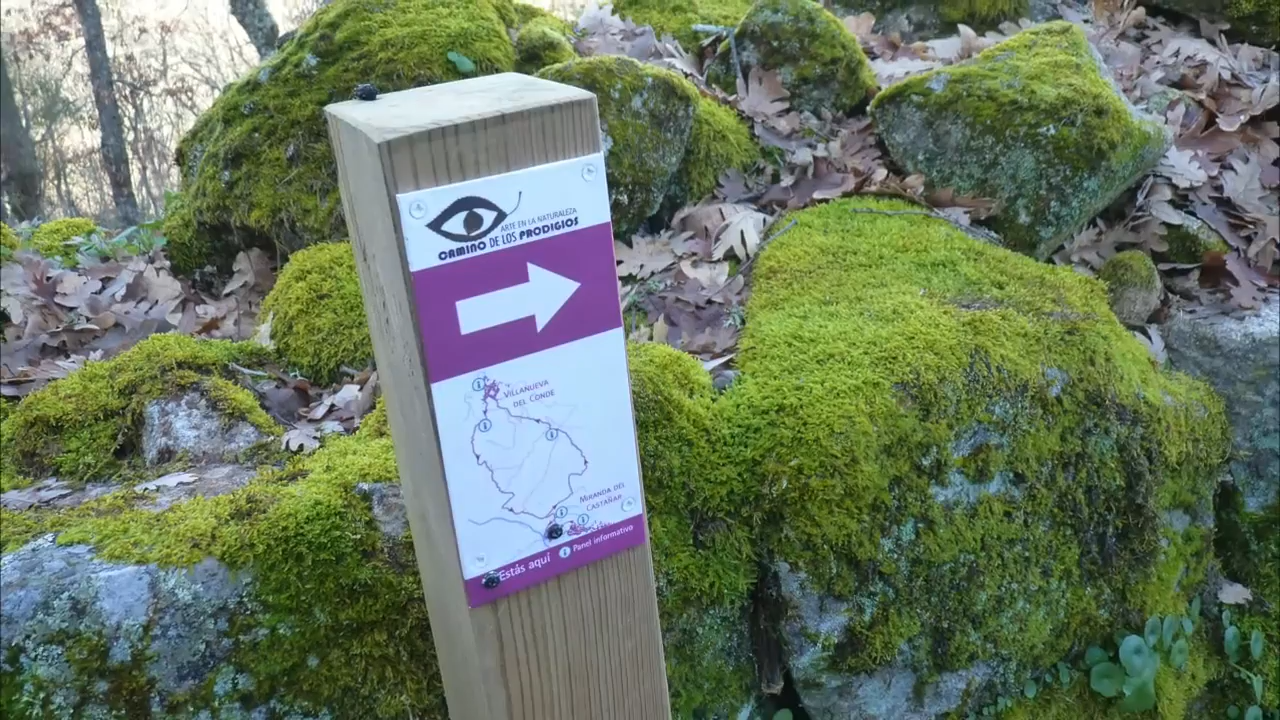 ARTE EN LA NATURALEZA
CAMINO DE LOS PRODIGIOS
VILLANUEVA
DEL CONDE
MIRANDA DEL
CASTAÑAR
Estás aquí
i Panel informativo